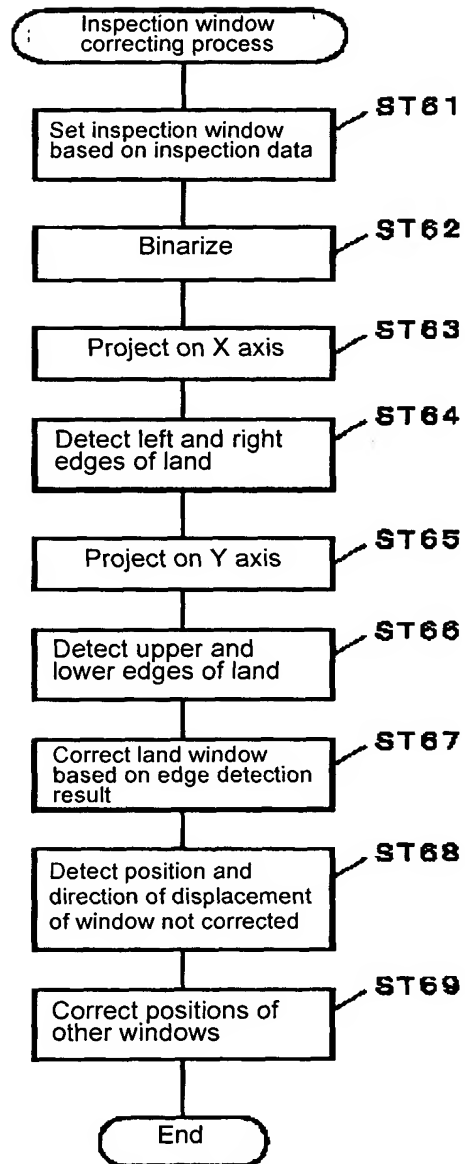 Inspection window
correcting process
ST61
Set inspection window
based on inspection data
ST62
Binarize
ST63
Project on X axis
ST64
Detect left and right
edges of land
ST65
Project on Y axis
ST66
Detect upper and
lower edges of land
ST67
Correct land window
based on edge detection
result
ST68
Detect position and
direction of displacement
of window not corrected
ST69
Correct positions of
other windows
End